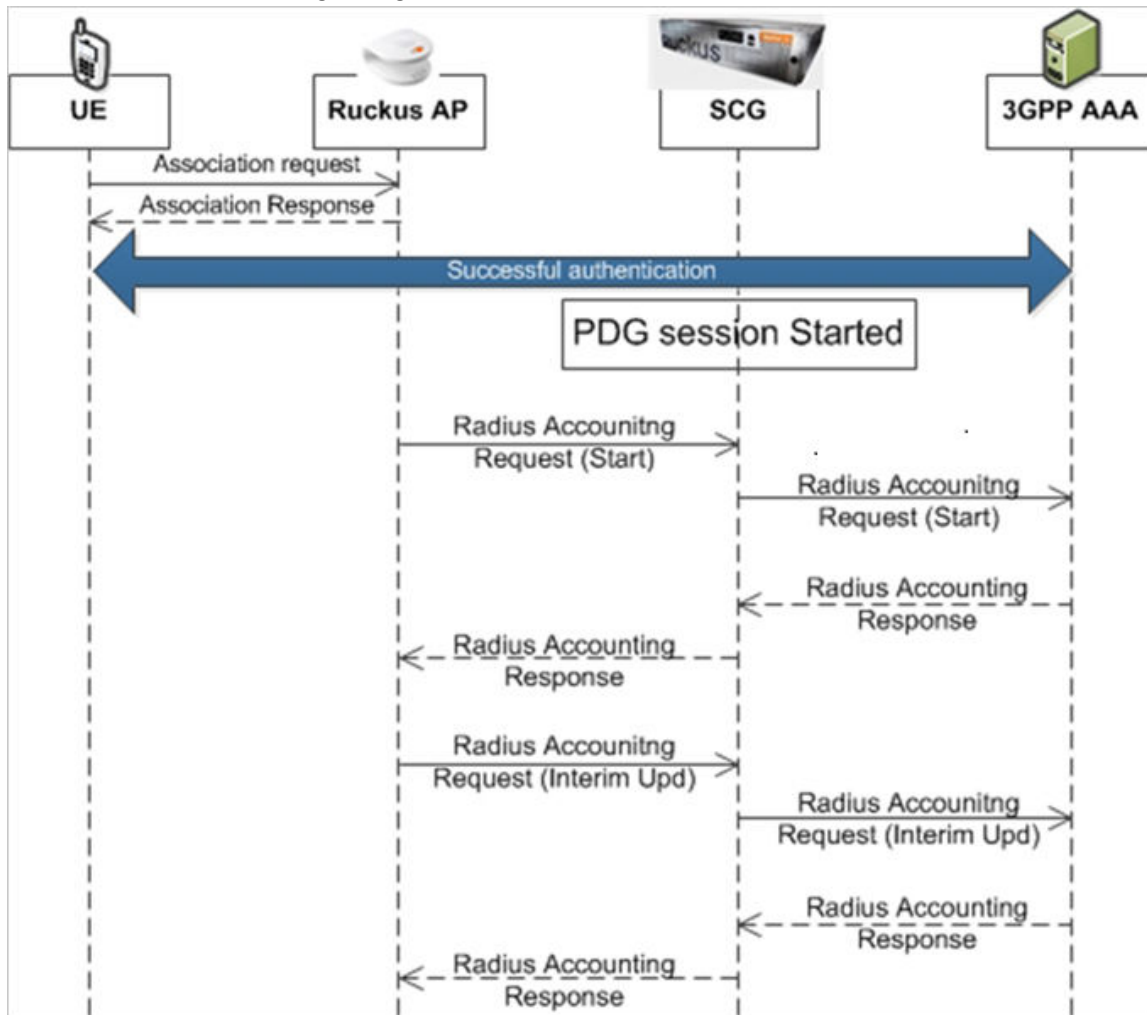 Ruckus
UE
Ruckus AP
SCG
3GPP AAA
Association request
Association Response
Successful authentication
PDG session Started
Radius Accounitng
Request (Start)
Radius Accounitng
Request (Start)
Radius Accounting
Response
Radius Accounting
Response
Radius Accounitng
Request (Interim Upd)
Radius Accounitng
Request (Interim Upd)
Radius Accounting
Response
Radius Accounting
Response